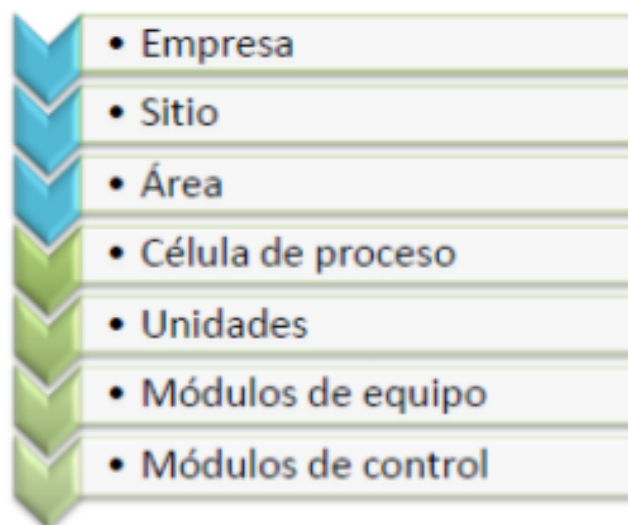 • Empresa
• Sitio
• Área
• Célula de proceso
• Unidades
• Módulos de equipo
• Módulos de control